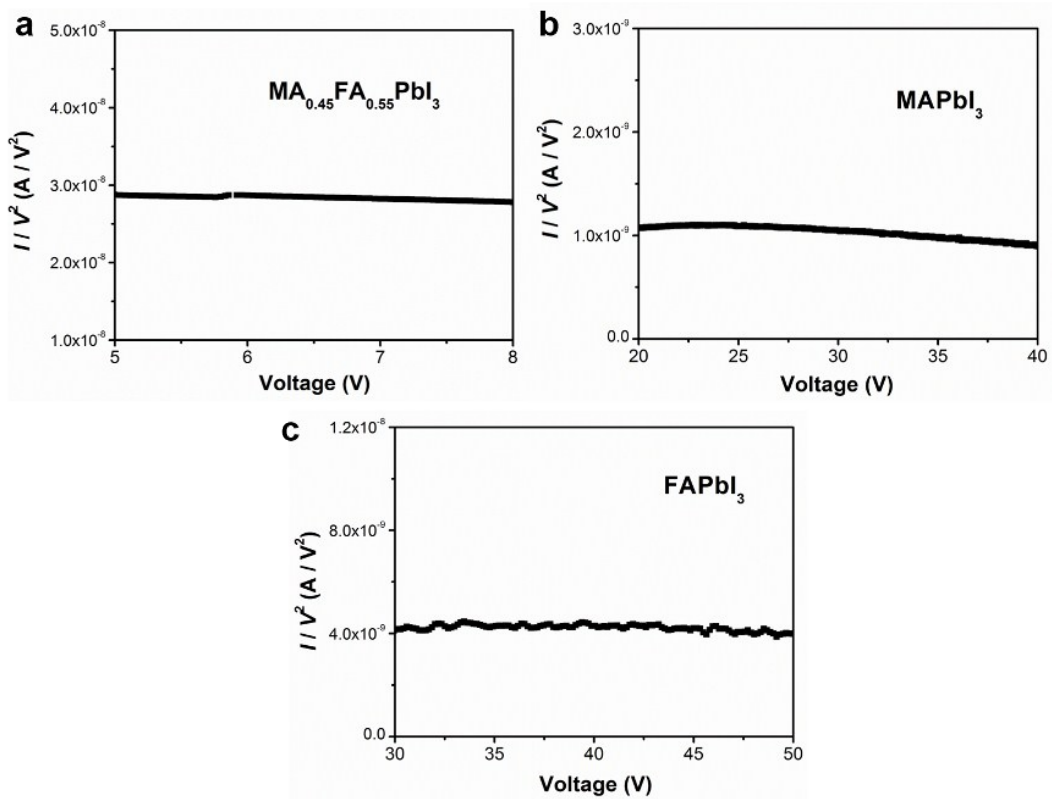 a
5.0x10⁻⁸
4.0x10⁻⁸
3.0x10⁻⁸
2.0x10⁻⁸
1.0x10⁻⁸
I / V² (A / V²)
MA₀.₄₅FA₀.₅₅PbI₃
5 6 7 8
Voltage (V)
b
3.0x10⁻⁹
2.0x10⁻⁹
1.0x10⁻⁹
0.0
I / V² (A / V²)
MAPbI₃
20 25 30 35 40
Voltage (V)
c
1.2x10⁻⁸
8.0x10⁻⁹
4.0x10⁻⁹
0.0
I / V² (A / V²)
FAPbI₃
30 35 40 45 50
Voltage (V)